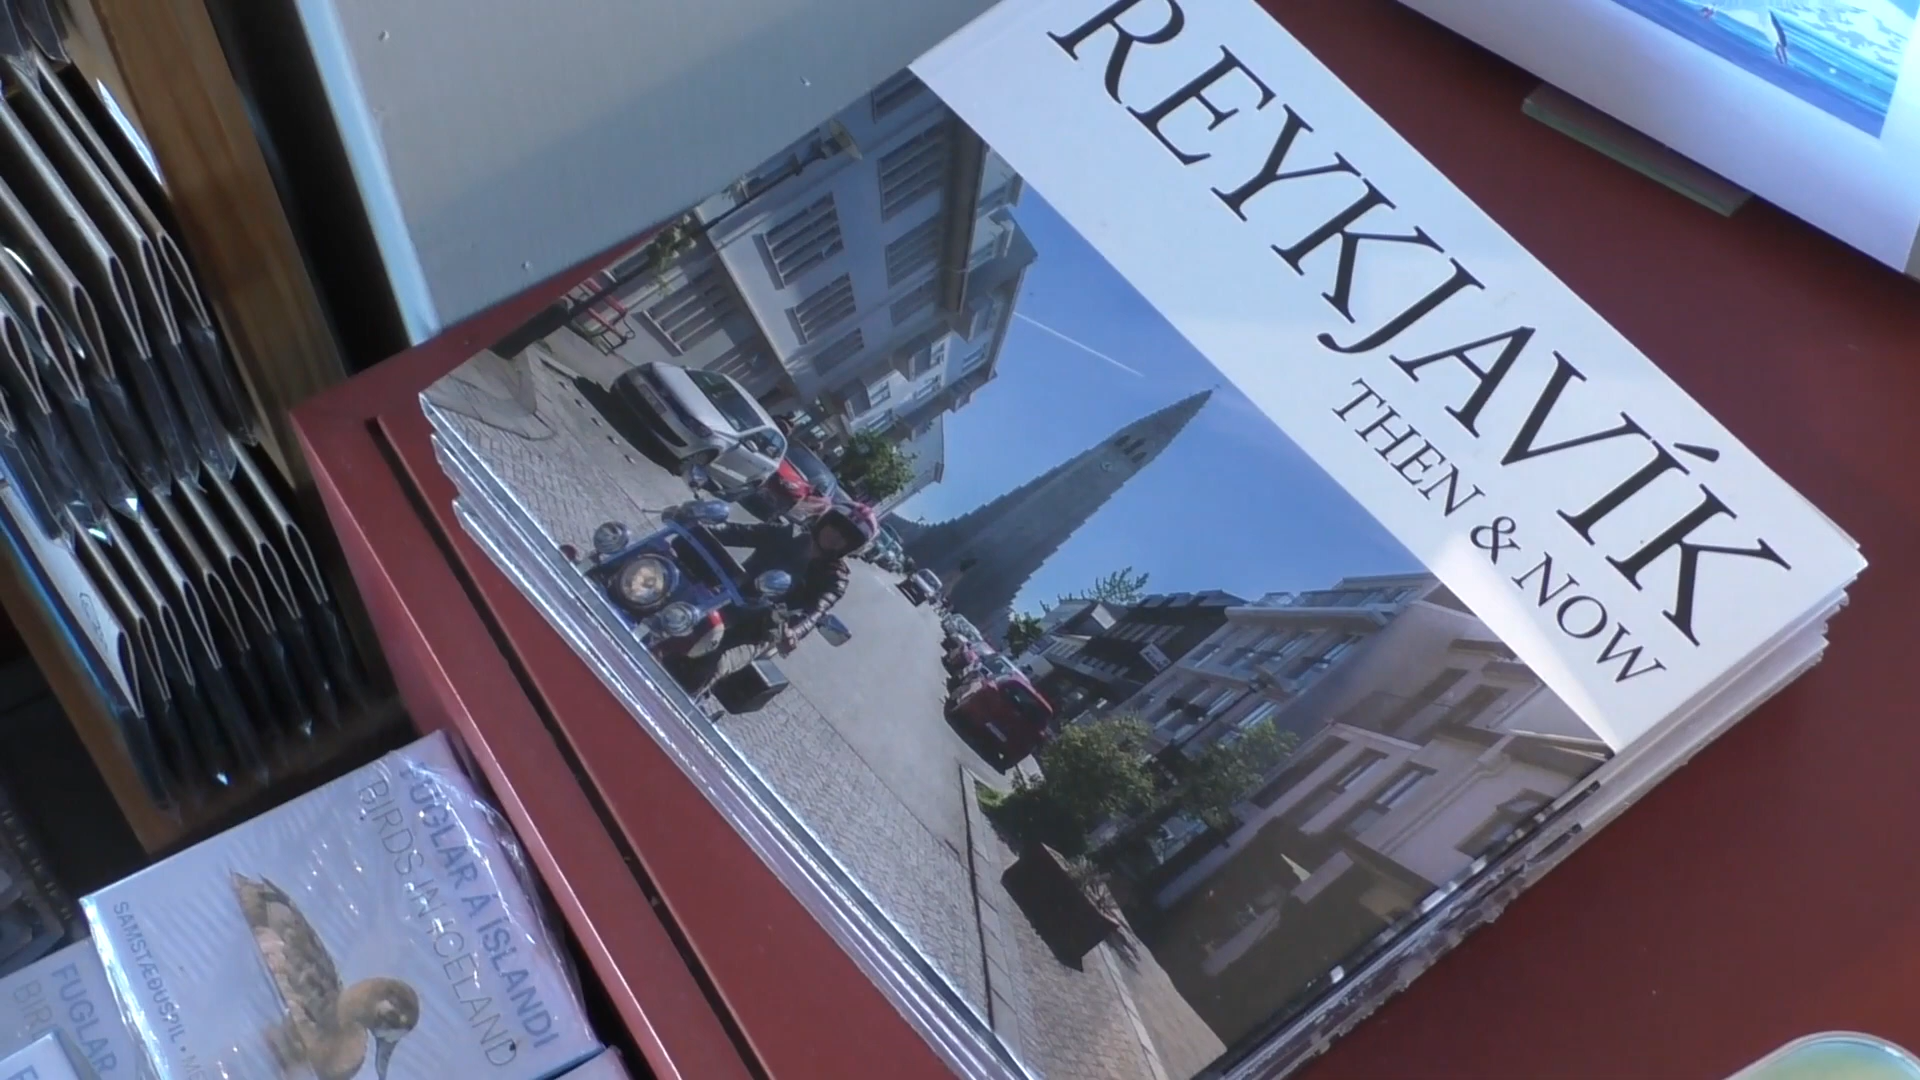 REYKJAVÍK
THEN & NOW
FUGLAR Á ÍSLANDI
BIRDS IN ICELAND
SAMSTÆÐUSPIL •
FUGLAR